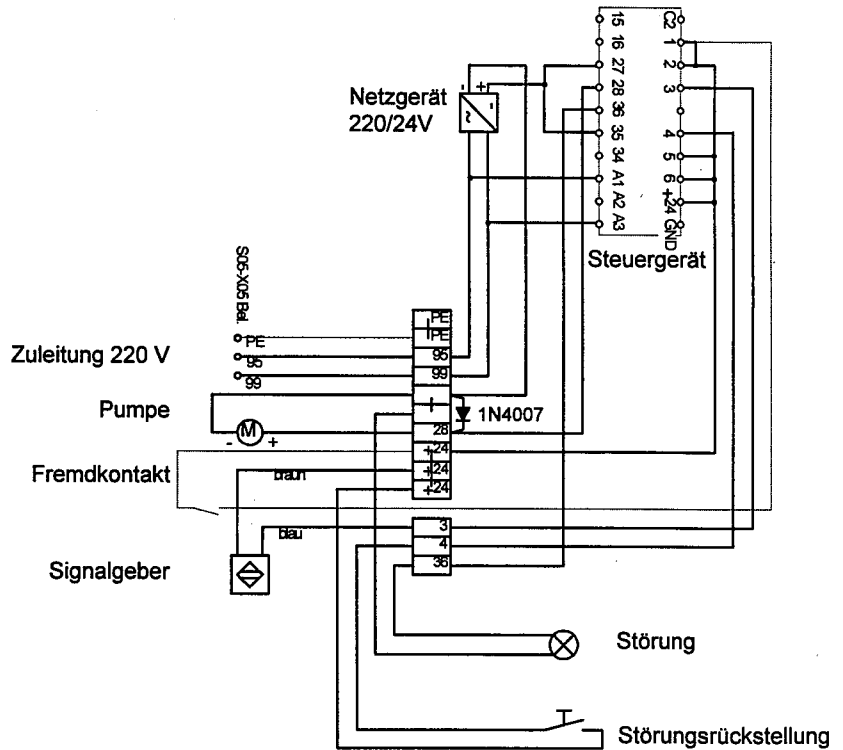 15
16
27
28
36
35
34
A1
A2
A3
C2
1
2
3
4
5
6
+24
GND
Steuergerät
Netzgerät
220/24V
- +
~
-
S05-X05 Bel.
PE
95
99
Zuleitung 220 V
PE
PE
95
99
Pumpe
M
- +
28
1N4007
Fremdkontakt
+24
+24
+24
braun
blau
3
4
36
Signalgeber
Störung
Störungsrückstellung